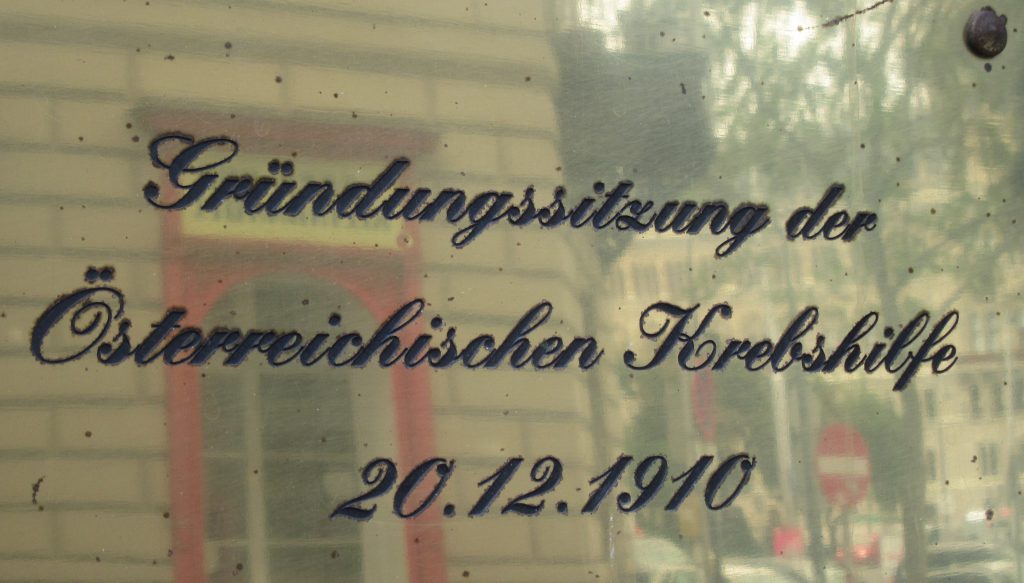 Gründungssitzung der
Österreichischen Krebshilfe
20.12.1910